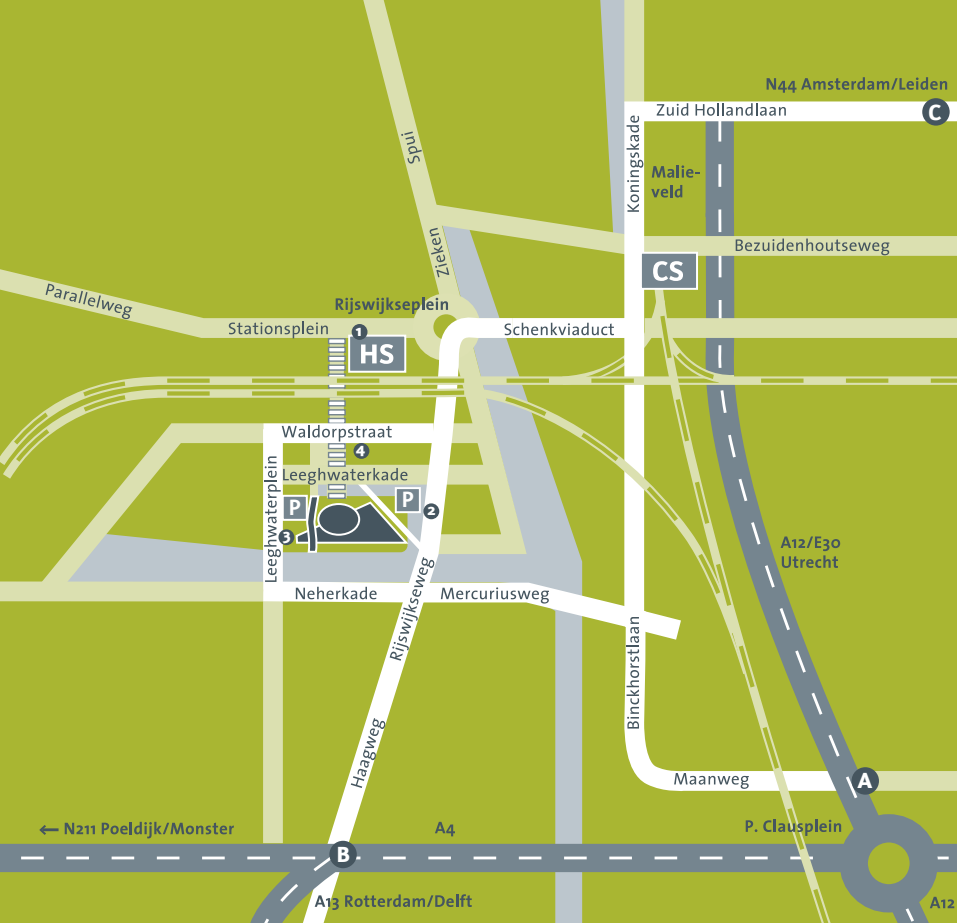 N44 Amsterdam/Leiden
Zuid Hollandlaan
C
Koningskade
Malie-
veld
Spui
Zieken
Bezuidenhoutseweg
CS
Parallelweg
Rijswijkseplein
Stationsplein
1
HS
Schenkviaduct
Waldorpstraat
4
Leeghwaterkade
Leeghwaterplein
P
P
2
3
A12/E30
Utrecht
Neherkade
Rijswijkseweg
Mercuriusweg
Binckhorstlaan
Haagweg
Maanweg
A
← N211 Poeldijk/Monster
A4
P. Clausplein
B
A13 Rotterdam/Delft
A12